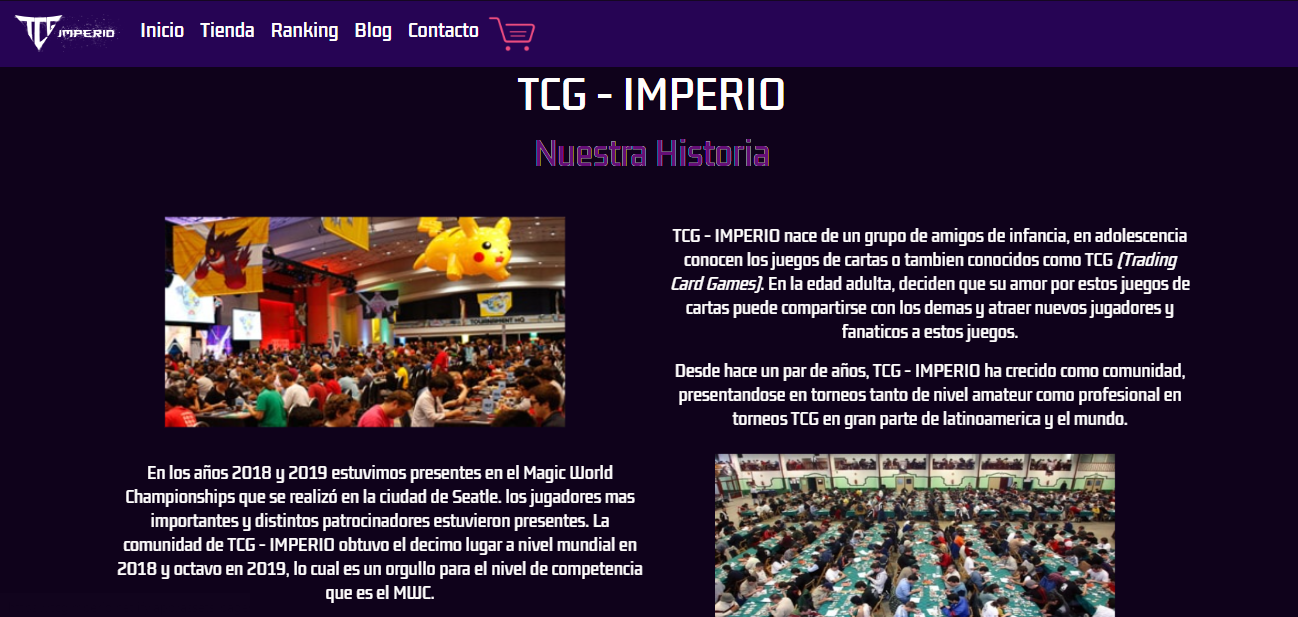 TCG IMPERIO
Inicio Tienda Ranking Blog Contacto
TCG - IMPERIO
Nuestra Historia
TOURNAMENT HQ
TCG - IMPERIO nace de un grupo de amigos de infancia, en adolescencia
conocen los juegos de cartas o tambien conocidos como TCG (Trading
Card Games). En la edad adulta, deciden que su amor por estos juegos de
cartas puede compartirse con los demas y atraer nuevos jugadores y
fanaticos a estos juegos.
Desde hace un par de años, TCG - IMPERIO ha crecido como comunidad,
presentandose en torneos tanto de nivel amateur como profesional en
torneos TCG en gran parte de latinoamerica y el mundo.
En los años 2018 y 2019 estuvimos presentes en el Magic World
Championships que se realizó en la ciudad de Seatle. los jugadores mas
importantes y distintos patrocinadores estuvieron presentes. La
comunidad de TCG - IMPERIO obtuvo el decimo lugar a nivel mundial en
2018 y octavo en 2019, lo cual es un orgullo para el nivel de competencia
que es el MWC.